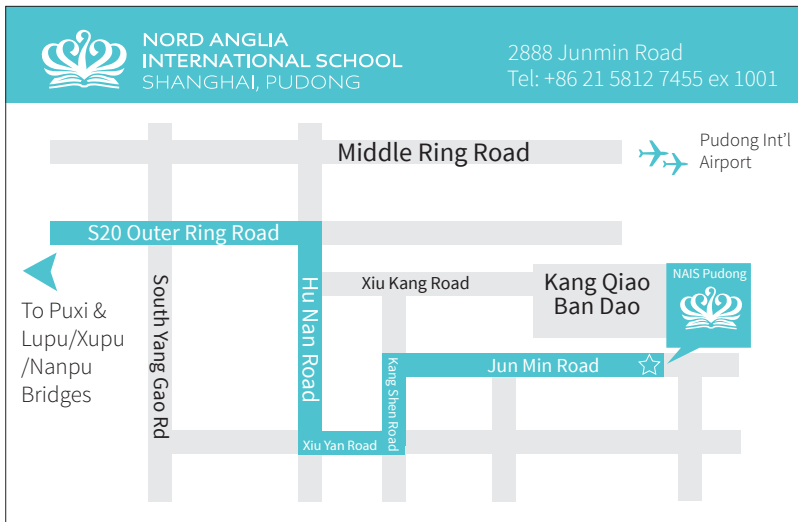 NORD ANGLIA
INTERNATIONAL SCHOOL
SHANGHAI, PUDONG
2888 Junmin Road
Tel: +86 21 5812 7455 ex 1001
Middle Ring Road
Pudong Int'l
Airport
S20 Outer Ring Road
To Puxi &
Lupu/Xupu
/Nanpu
Bridges
South Yang Gao Rd
Hu Nan Road
Xiu Kang Road
Kang Qiao
Ban Dao
NAIS Pudong
Kang Shen Road
Jun Min Road
Xiu Yan Road